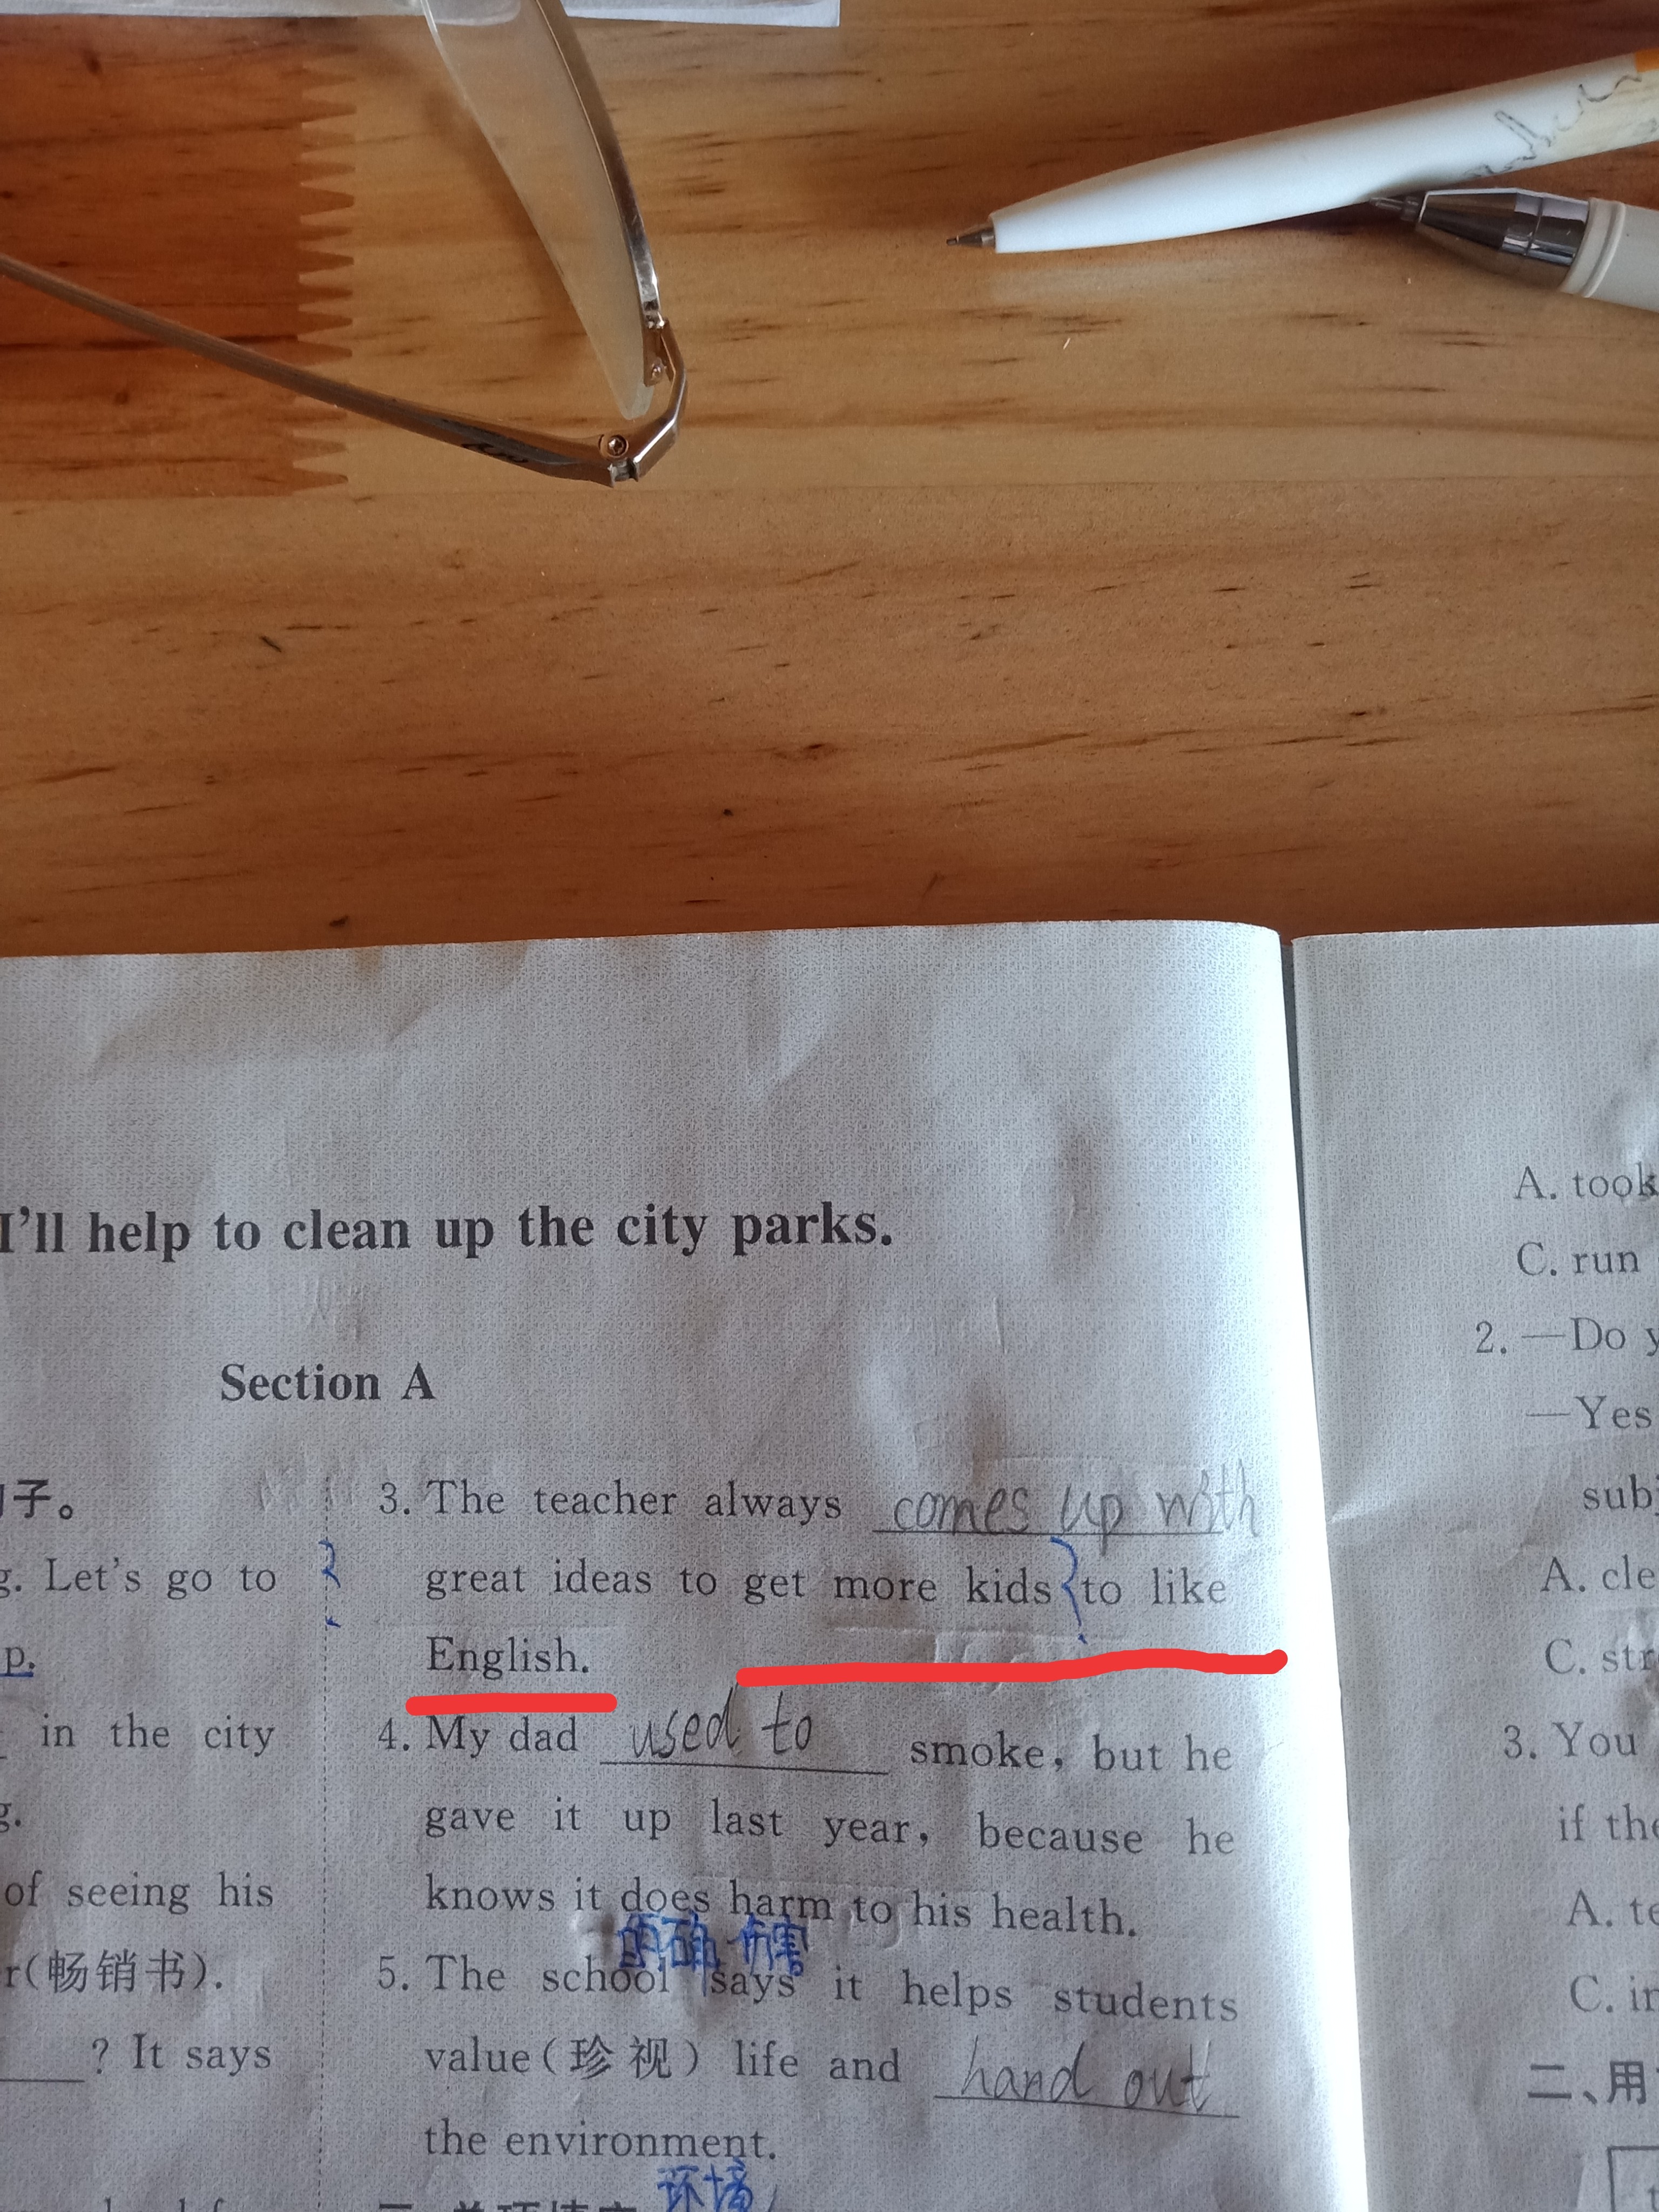 I'll help to clean up the city parks.
Section A
子。
g. Let's go to
p.
in the city
g.
of seeing his
r(畅销书).
? It says
3. The teacher always comes up with
great ideas to get more kids to like
English.
4. My dad used to smoke, but he
gave it up last year, because he
knows it does harm to his health.
的确 伤害
5. The school says it helps students
value(珍视) life and hand out
the environment.
环境
A. took
C. run
2. —Do y
—Yes
subj
A. cle
C. str
3. You
if the
A. te
C. in
二、用